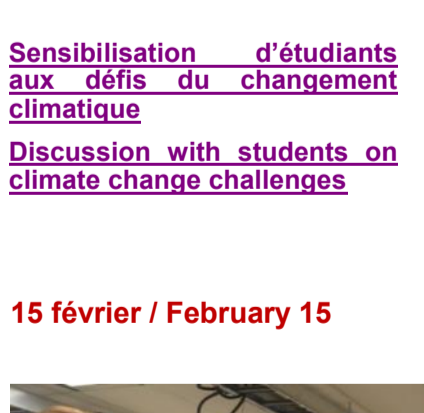 Sensibilisation d’étudiants
aux défis du changement
climatique
Discussion with students on
climate change challenges
15 février / February 15